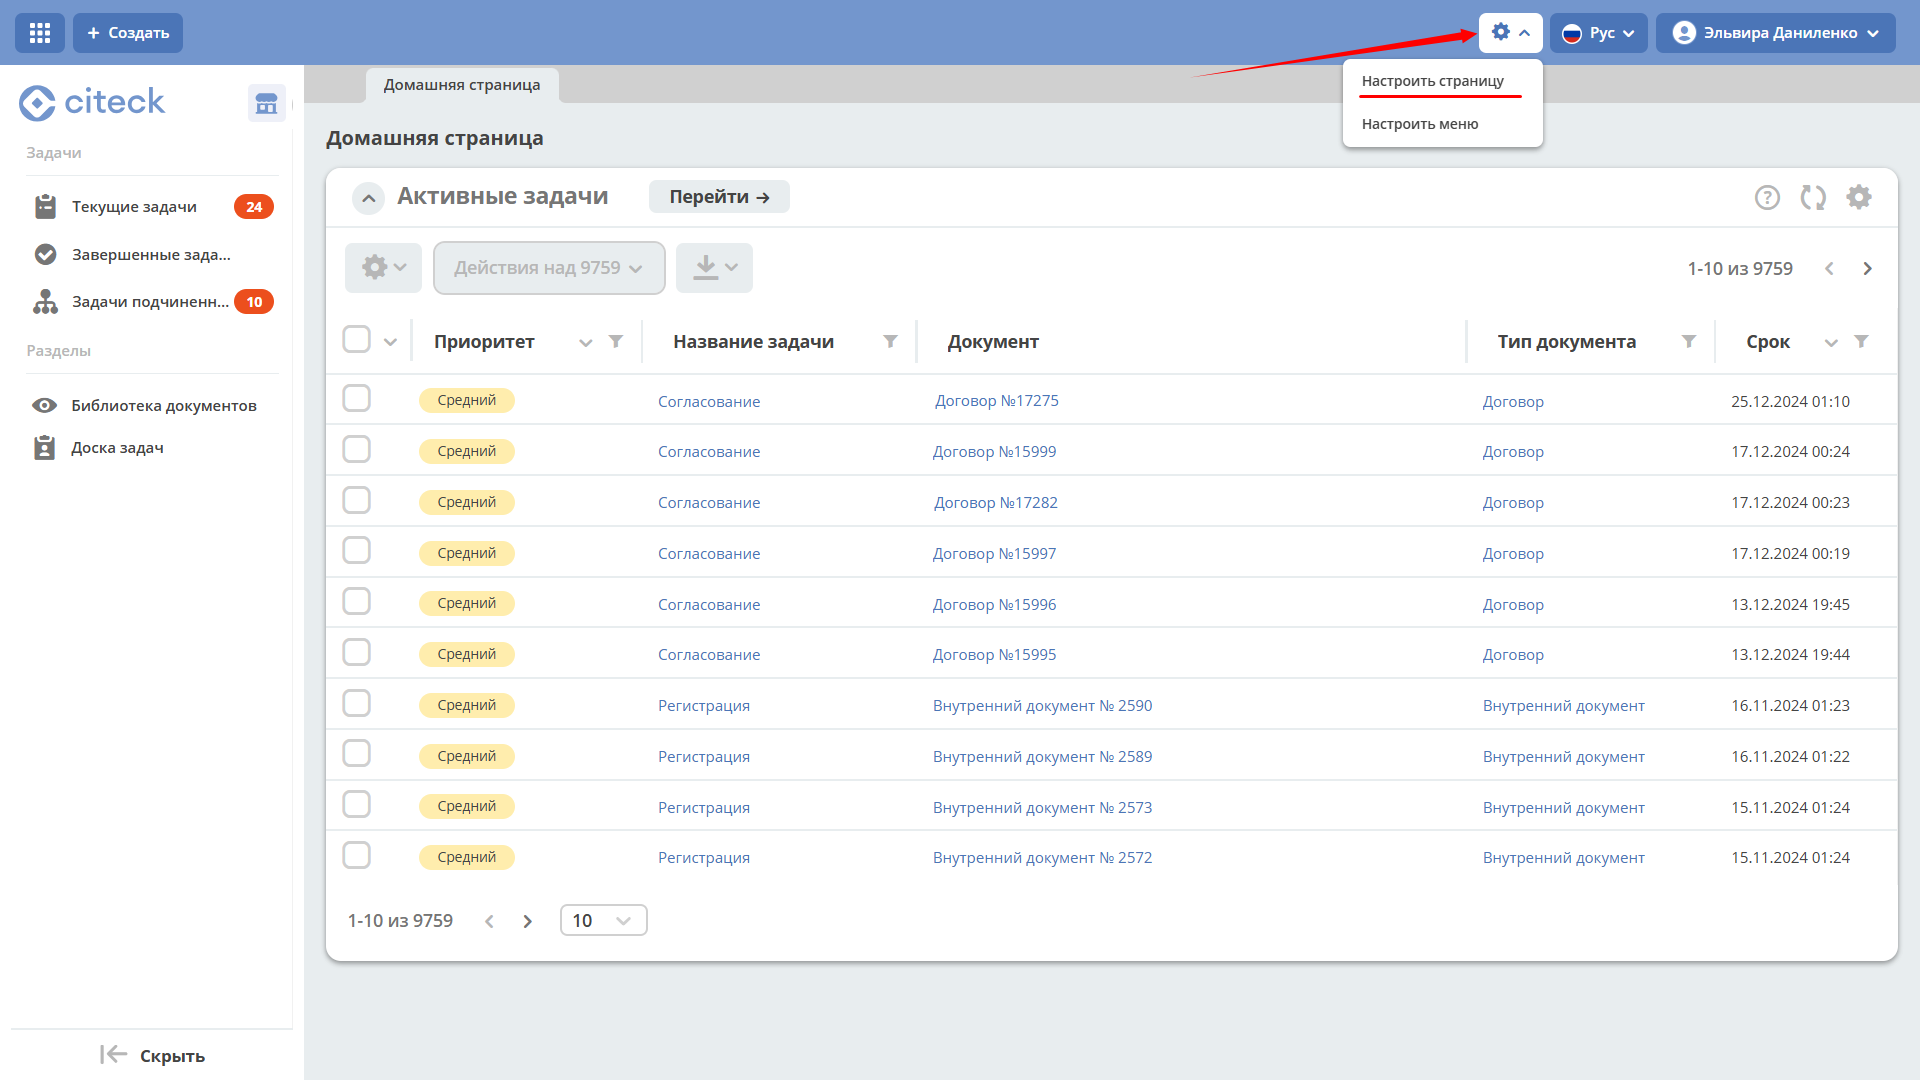 + Создать
Рус
Эльвира Даниленко
Настроить страницу
Настроить меню
citeck
Домашняя страница
Задачи
Текущие задачи 24
Завершенные зада...
Задачи подчиненн... 10
Разделы
Библиотека документов
Доска задач
Скрыть
Домашняя страница
Активные задачи
Перейти →
Действия над 9759
1-10 из 9759
Приоритет Название задачи Документ Тип документа Срок
Средний Согласование Договор №17275 Договор 25.12.2024 01:10
Средний Согласование Договор №15999 Договор 17.12.2024 00:24
Средний Согласование Договор №17282 Договор 17.12.2024 00:23
Средний Согласование Договор №15997 Договор 17.12.2024 00:19
Средний Согласование Договор №15996 Договор 13.12.2024 19:45
Средний Согласование Договор №15995 Договор 13.12.2024 19:44
Средний Регистрация Внутренний документ № 2590 Внутренний документ 16.11.2024 01:23
Средний Регистрация Внутренний документ № 2589 Внутренний документ 16.11.2024 01:22
Средний Регистрация Внутренний документ № 2573 Внутренний документ 15.11.2024 01:24
Средний Регистрация Внутренний документ № 2572 Внутренний документ 15.11.2024 01:24
1-10 из 9759 10